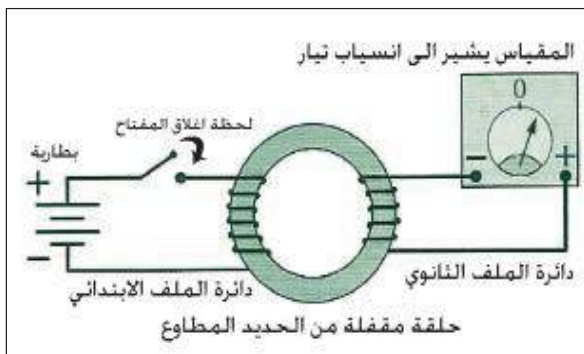 المقياس يشير الى انسياب تيار
0
لحظة اغلاق المفتاح
بطارية
+
-
- +
دائرة الملف الثانوي
دائرة الملف الابتدائي
حلقة مقفلة من الحديد المطاوع